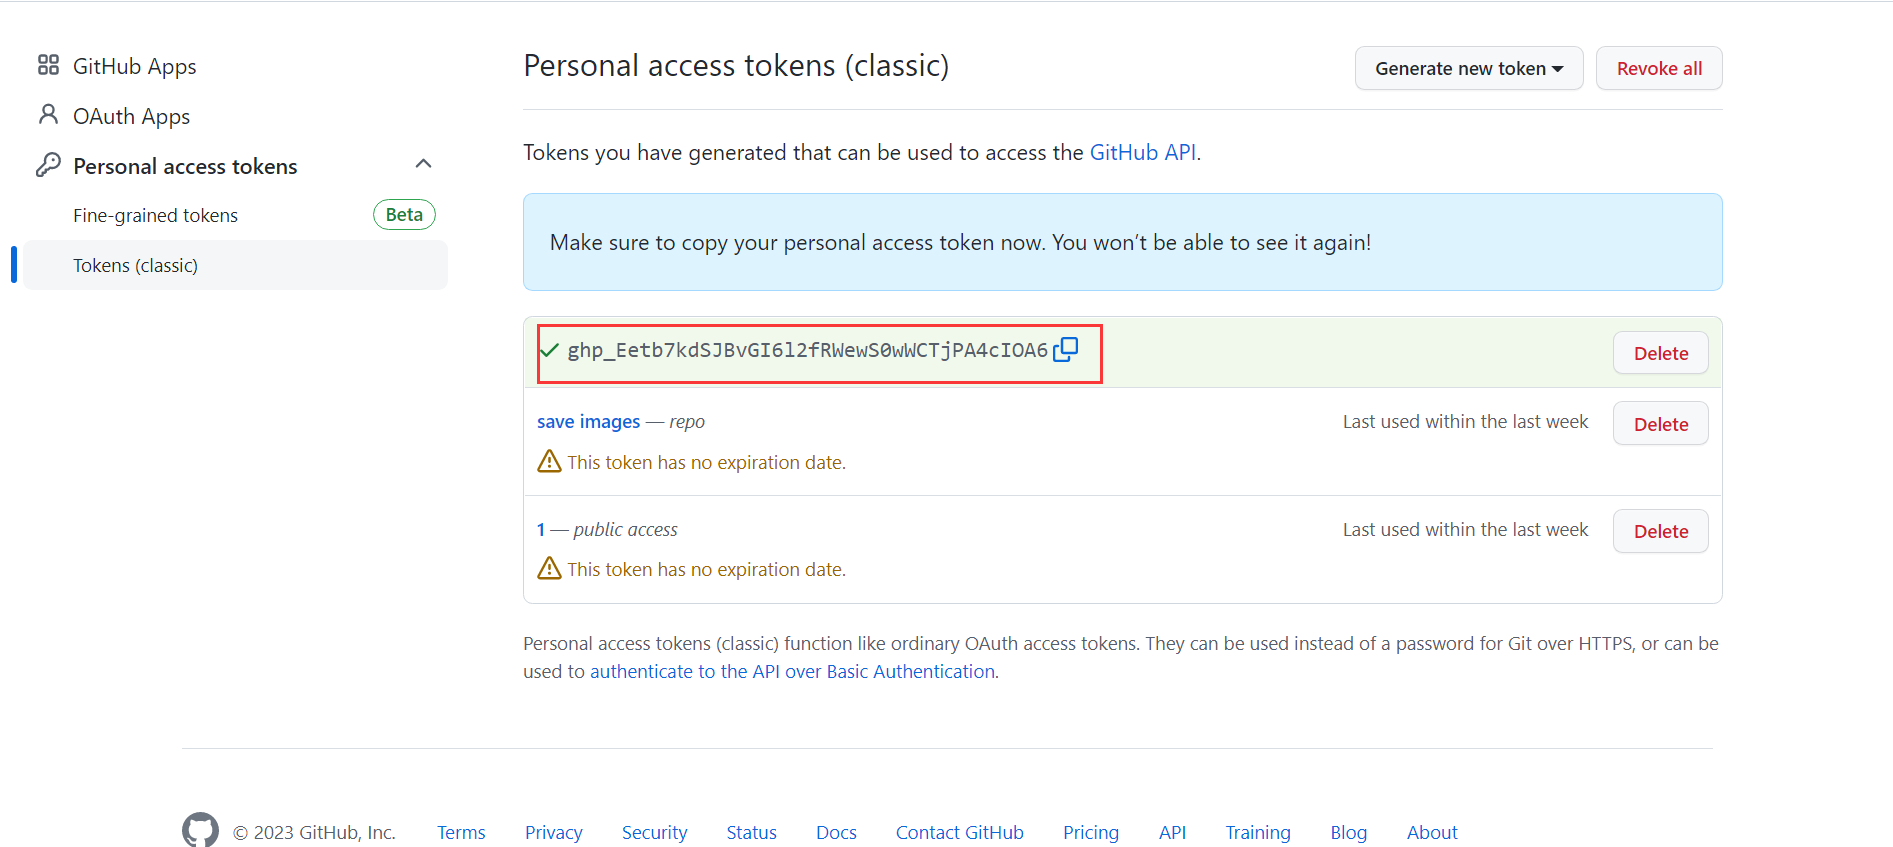 GitHub Apps
OAuth Apps
Personal access tokens
Fine-grained tokens Beta
Tokens (classic)
Personal access tokens (classic)
Generate new token
Revoke all
Tokens you have generated that can be used to access the GitHub API.
Make sure to copy your personal access token now. You won’t be able to see it again!
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
Delete
save images — repo
Last used within the last week
Delete
This token has no expiration date.
1 — public access
Last used within the last week
Delete
This token has no expiration date.
Personal access tokens (classic) function like ordinary OAuth access tokens. They can be used instead of a password for Git over HTTPS, or can be
used to authenticate to the API over Basic Authentication.
© 2023 GitHub, Inc. Terms Privacy Security Status Docs Contact GitHub Pricing API Training Blog About